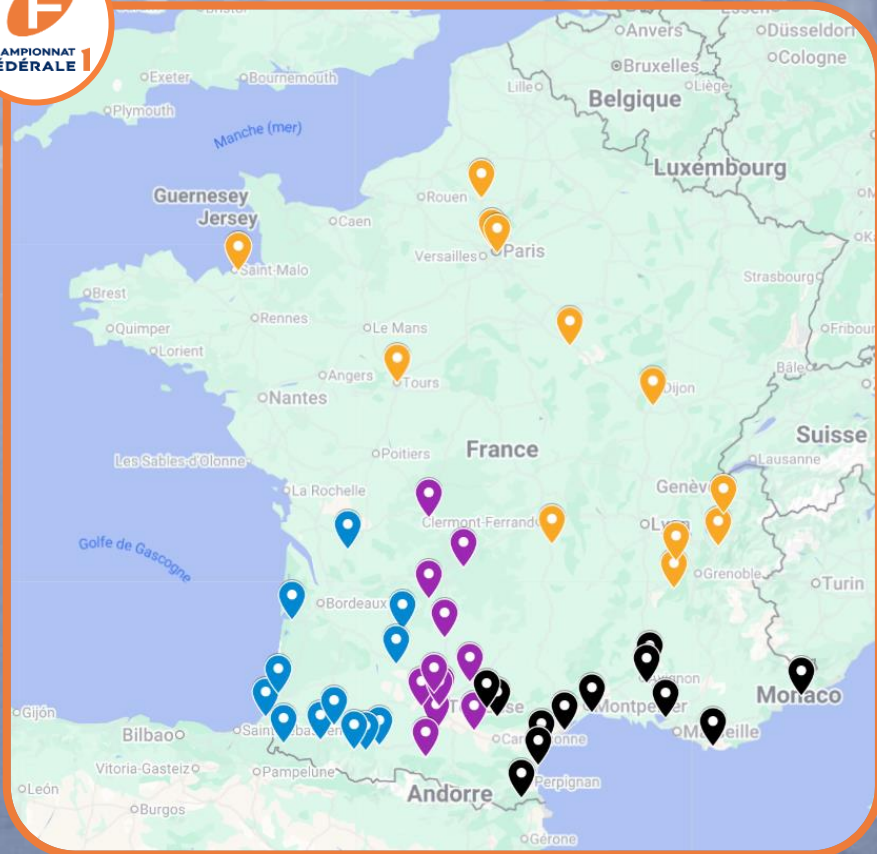 F
AMPIONNAT
ÉDÉRALE 1
Anvers
Düsseldorf
Bruxelles
Cologne
Exeter
Bournemouth
Lille
Liège
Belgique
Plymouth
Manche (mer)
Luxembourg
Rouen
Guernesey
Jersey
Caen
Versailles
Paris
Saint-Malo
Strasbourg
Brest
Rennes
Le Mans
Quimper
Fribour
Lorient
Angers
Tours
Bâle
Dijon
Nantes
Suisse
France
Poitiers
Lausanne
Les Sables-d'Olonne
La Rochelle
Genèv
Clermont-Ferrand
Lyon
Golfe de Gascogne
Grenoble
Turin
Bordeaux
Avignon
Monaco
Montpellier
Gijón
Bilbao
Marseille
Vitoria-Gasteiz
Pampelune
Perpignan
León
Andorre
Burgos
Gérone